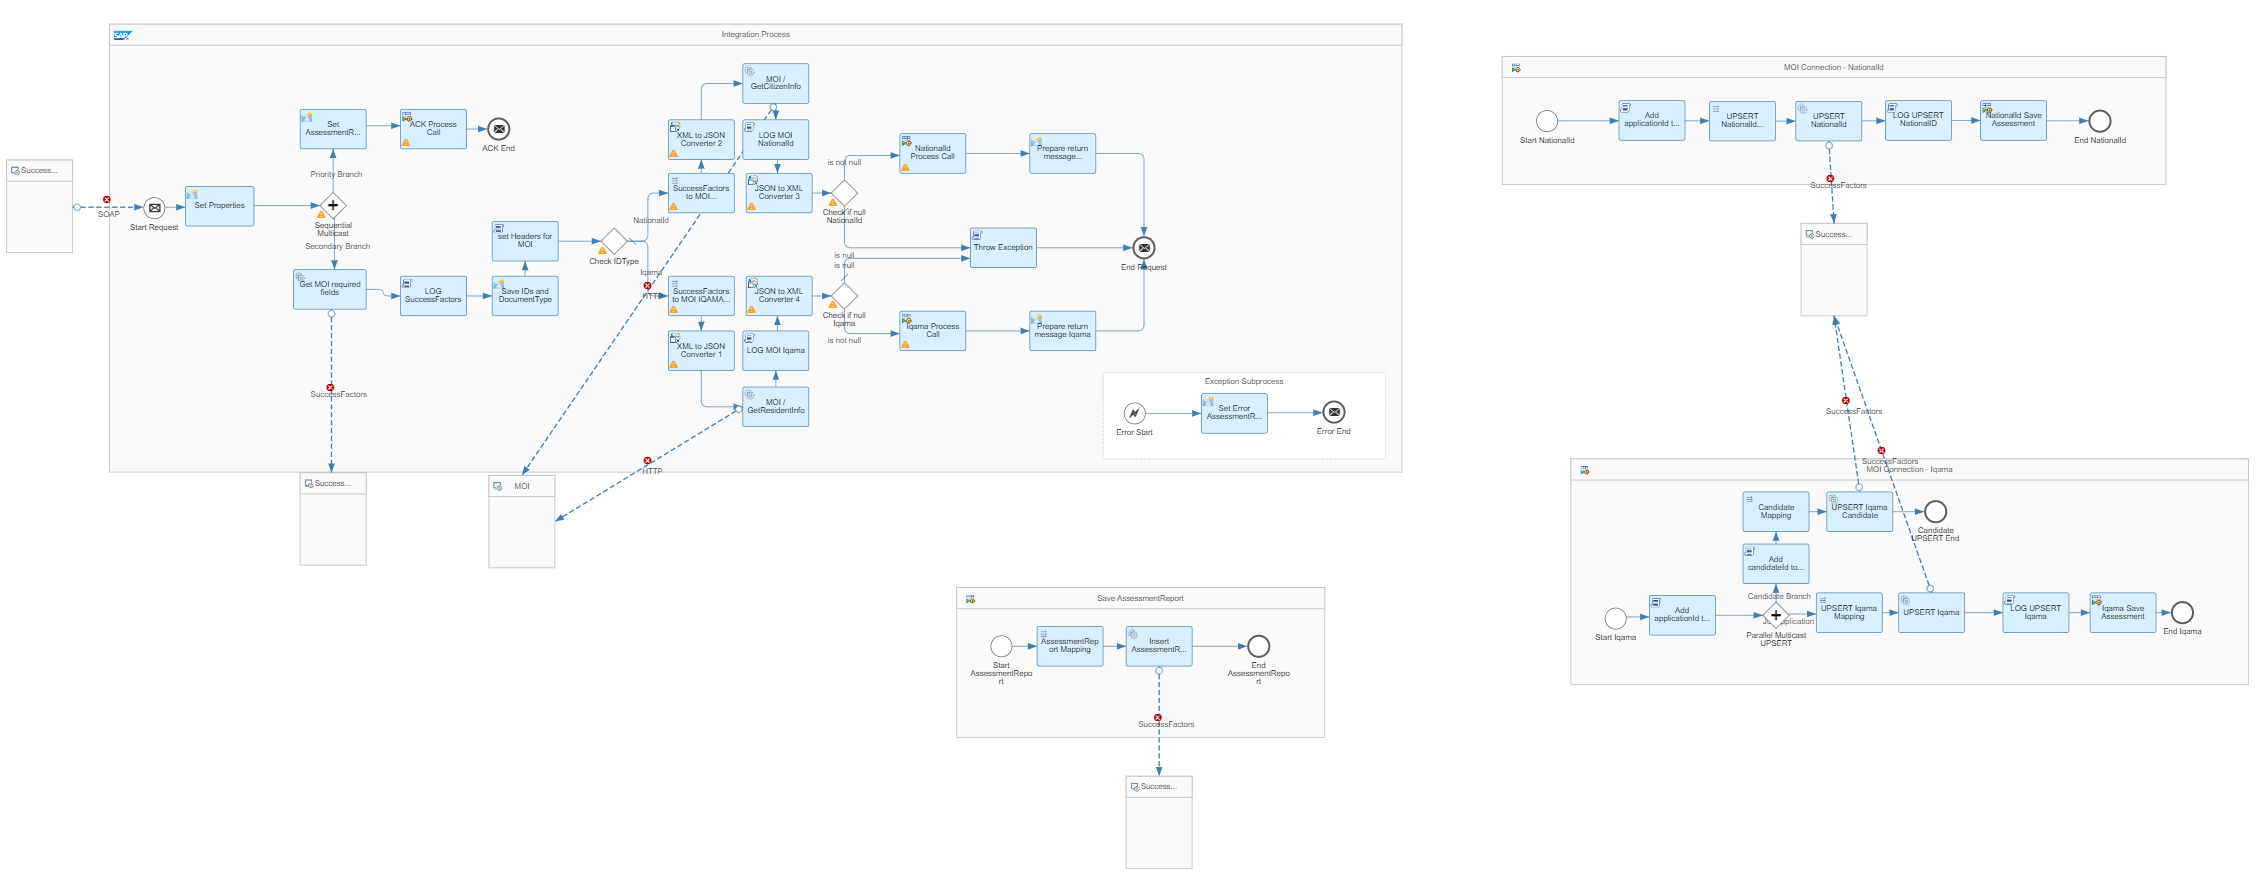 SAP
Integration Process
Success...
SOAP
Start Request
Set Properties
Set
AssessmentR...
ACK Process
Call
ACK End
Priority Branch
Sequential
Multicast
Secondary Branch
Get MOI required
fields
LOG
SuccessFactors
Save IDs and
DocumentType
set Headers for
MOI
Check IDType
NationalId
Iqama
HTTP
SuccessFactors
to MOI...
XML to JSON
Converter 2
MOI /
GetCitizenInfo
LOG MOI
NationalId
JSON to XML
Converter 3
Check if null
NationalId
is not null
NationalId
Process Call
Prepare return
message...
is null
is null
Throw Exception
End Request
SuccessFactors
to MOI IQAMA...
XML to JSON
Converter 1
JSON to XML
Converter 4
LOG MOI Iqama
MOI /
GetResidentInfo
Check if null
Iqama
is not null
Iqama Process
Call
Prepare return
message Iqama
Exception Subprocess
Error Start
Set Error
AssessmentR...
Error End
SuccessFactors
HTTP
Success...
MOI
MOI Connection - NationalId
Start NationalId
Add
applicationId t...
UPSERT
NationalId...
UPSERT
NationalId
LOG UPSERT
NationalID
NationalId Save
Assessment
End NationalId
SuccessFactors
Success...
SuccessFactors
SuccessFactors
MOI Connection - Iqama
Candidate
Mapping
UPSERT Iqama
Candidate
Candidate
UPSERT End
Add
candidateId to...
Candidate Branch
Start Iqama
Add
applicationId t...
Parallel Multicast
UPSERT
UPSERT Iqama
Mapping
UPSERT Iqama
LOG UPSERT
Iqama
Iqama Save
Assessment
End Iqama
Save AssessmentReport
Start
AssessmentRepo
rt
AssessmentRep
ort Mapping
Insert
AssessmentR...
End
AssessmentRepo
rt
SuccessFactors
Success...